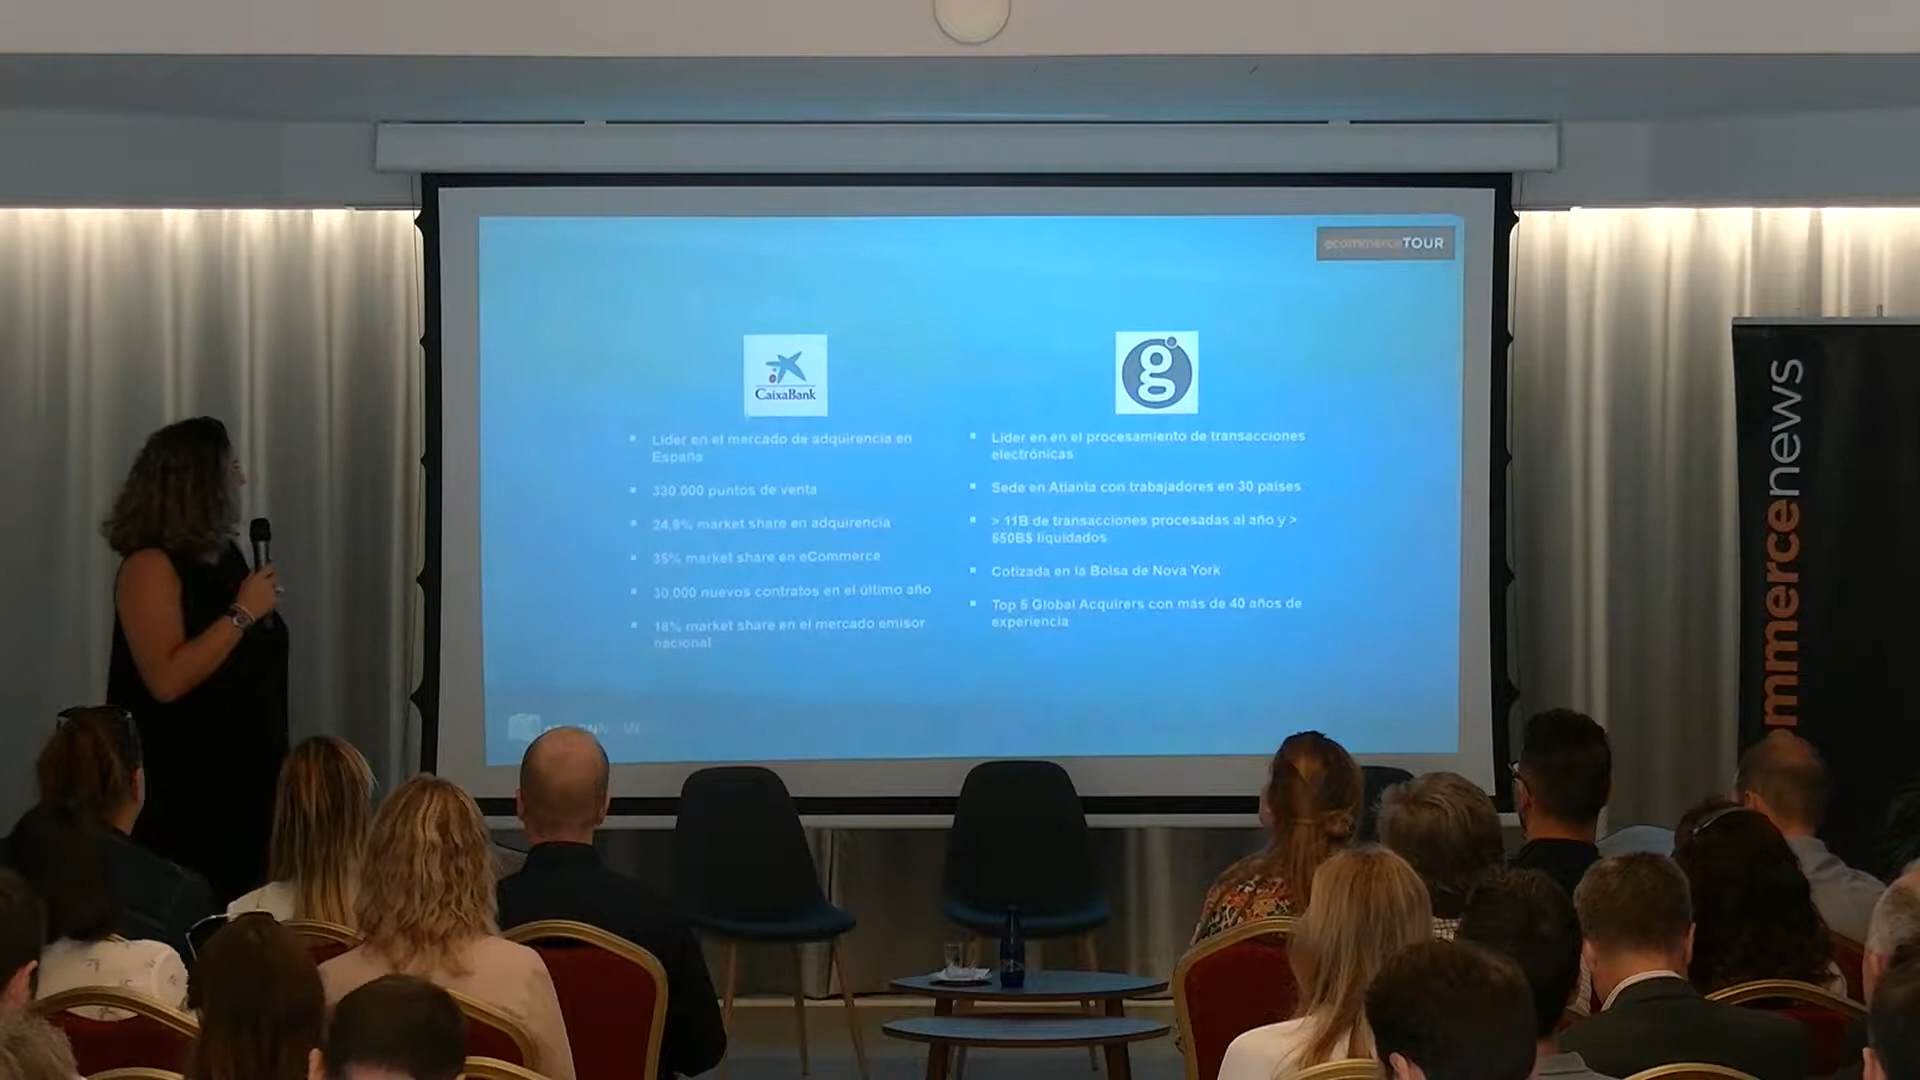 ecommerceTOUR
CaixaBank
Líder en el mercado de adquirencia en
España
330.000 puntos de venta
24,9% market share en adquirencia
35% market share en eCommerce
30,000 nuevos contratos en el último año
18% market share en el mercado emisor
nacional
g
Líder en en el procesamiento de transacciones
electrónicas
Sede en Atlanta con trabajadores en 30 países
> 11B de transacciones procesadas al año y >
550B$ liquidados
Cotizada en la Bolsa de Nova York
Top 5 Global Acquirers con más de 40 años de
experiencia
ommercenews